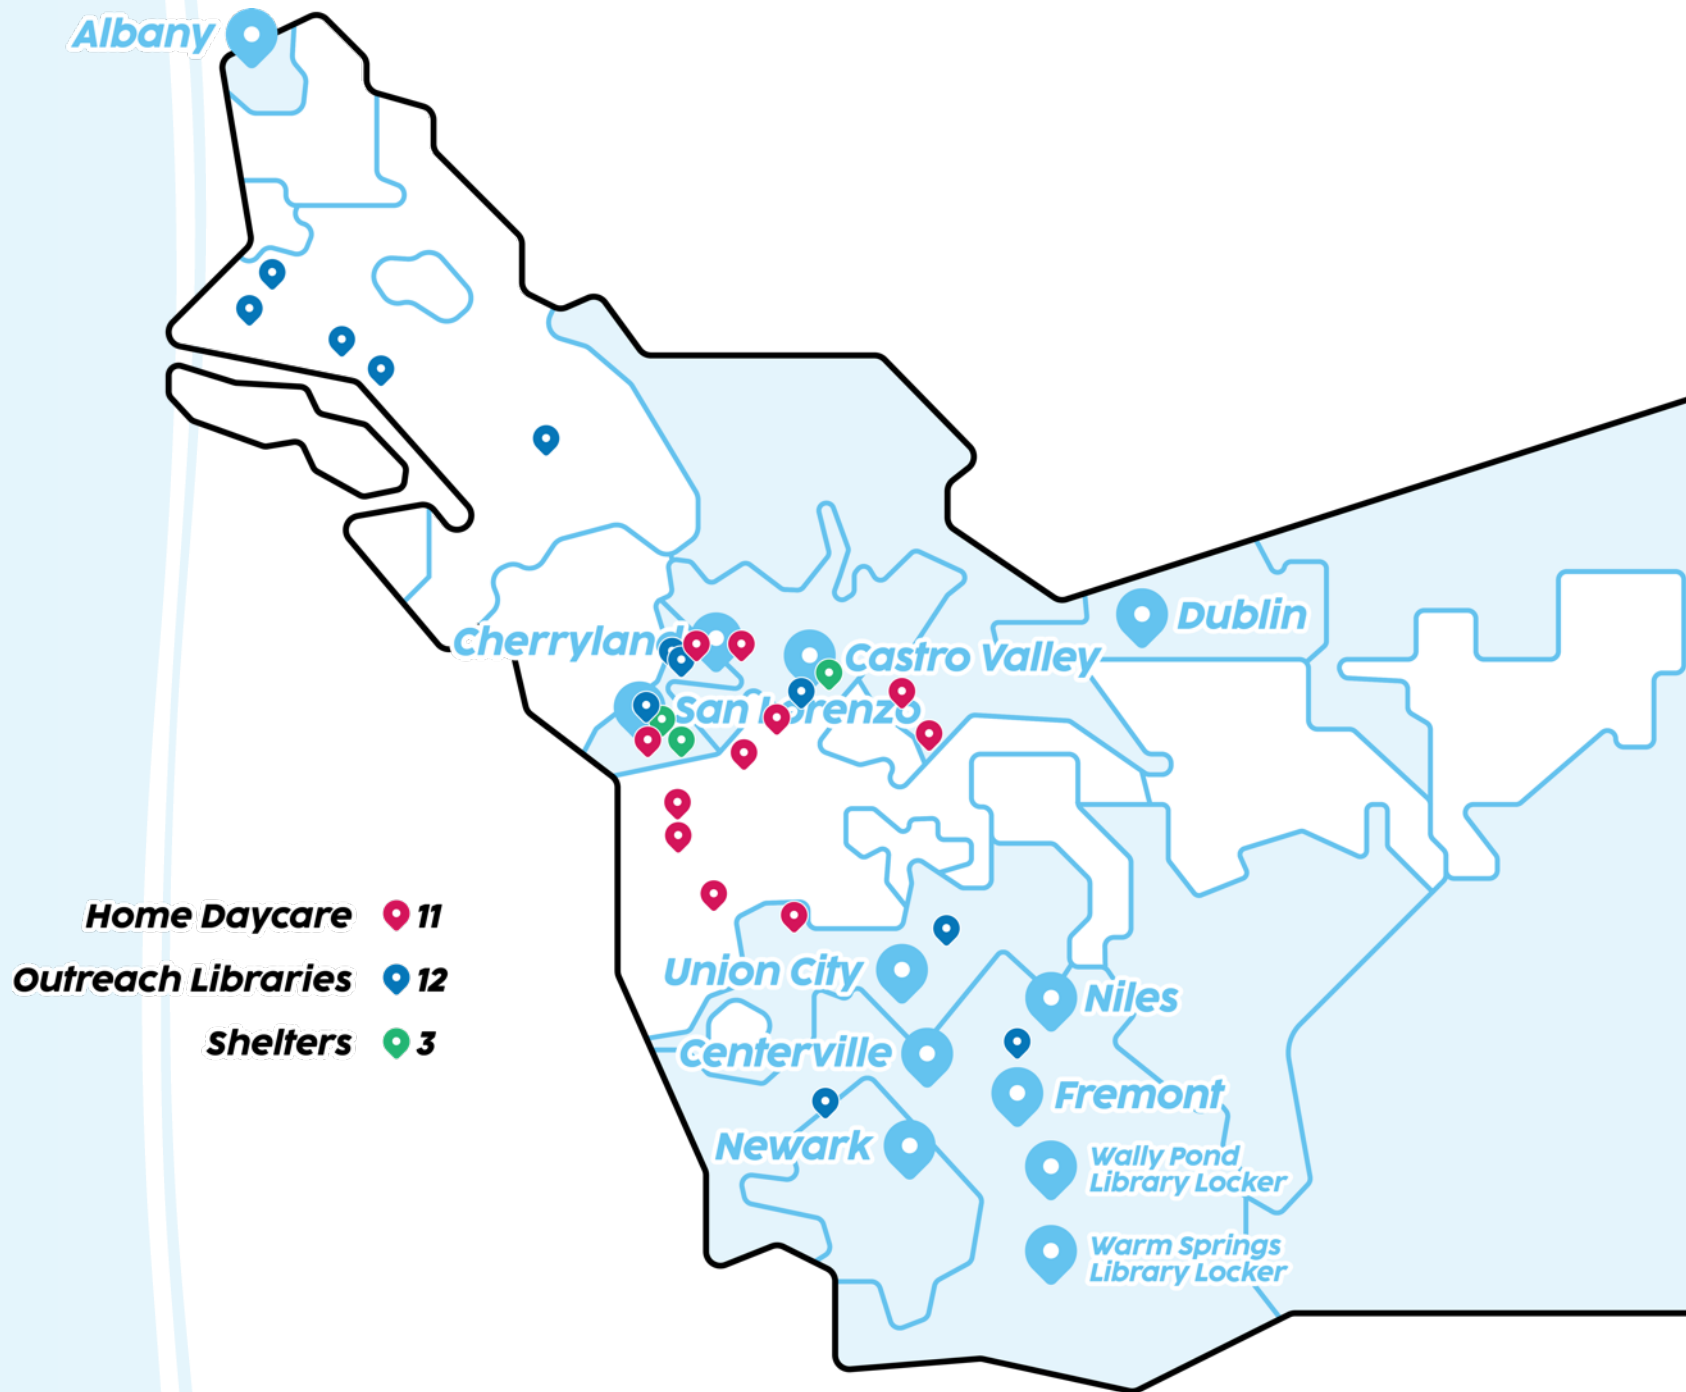 Albany
Cherryland
Dublin
Castro Valley
San Lorenzo
Home Daycare 11
Outreach Libraries 12
Shelters 3
Union City
Niles
Centerville
Fremont
Newark
Wally Pond
Library Locker
Warm Springs
Library Locker